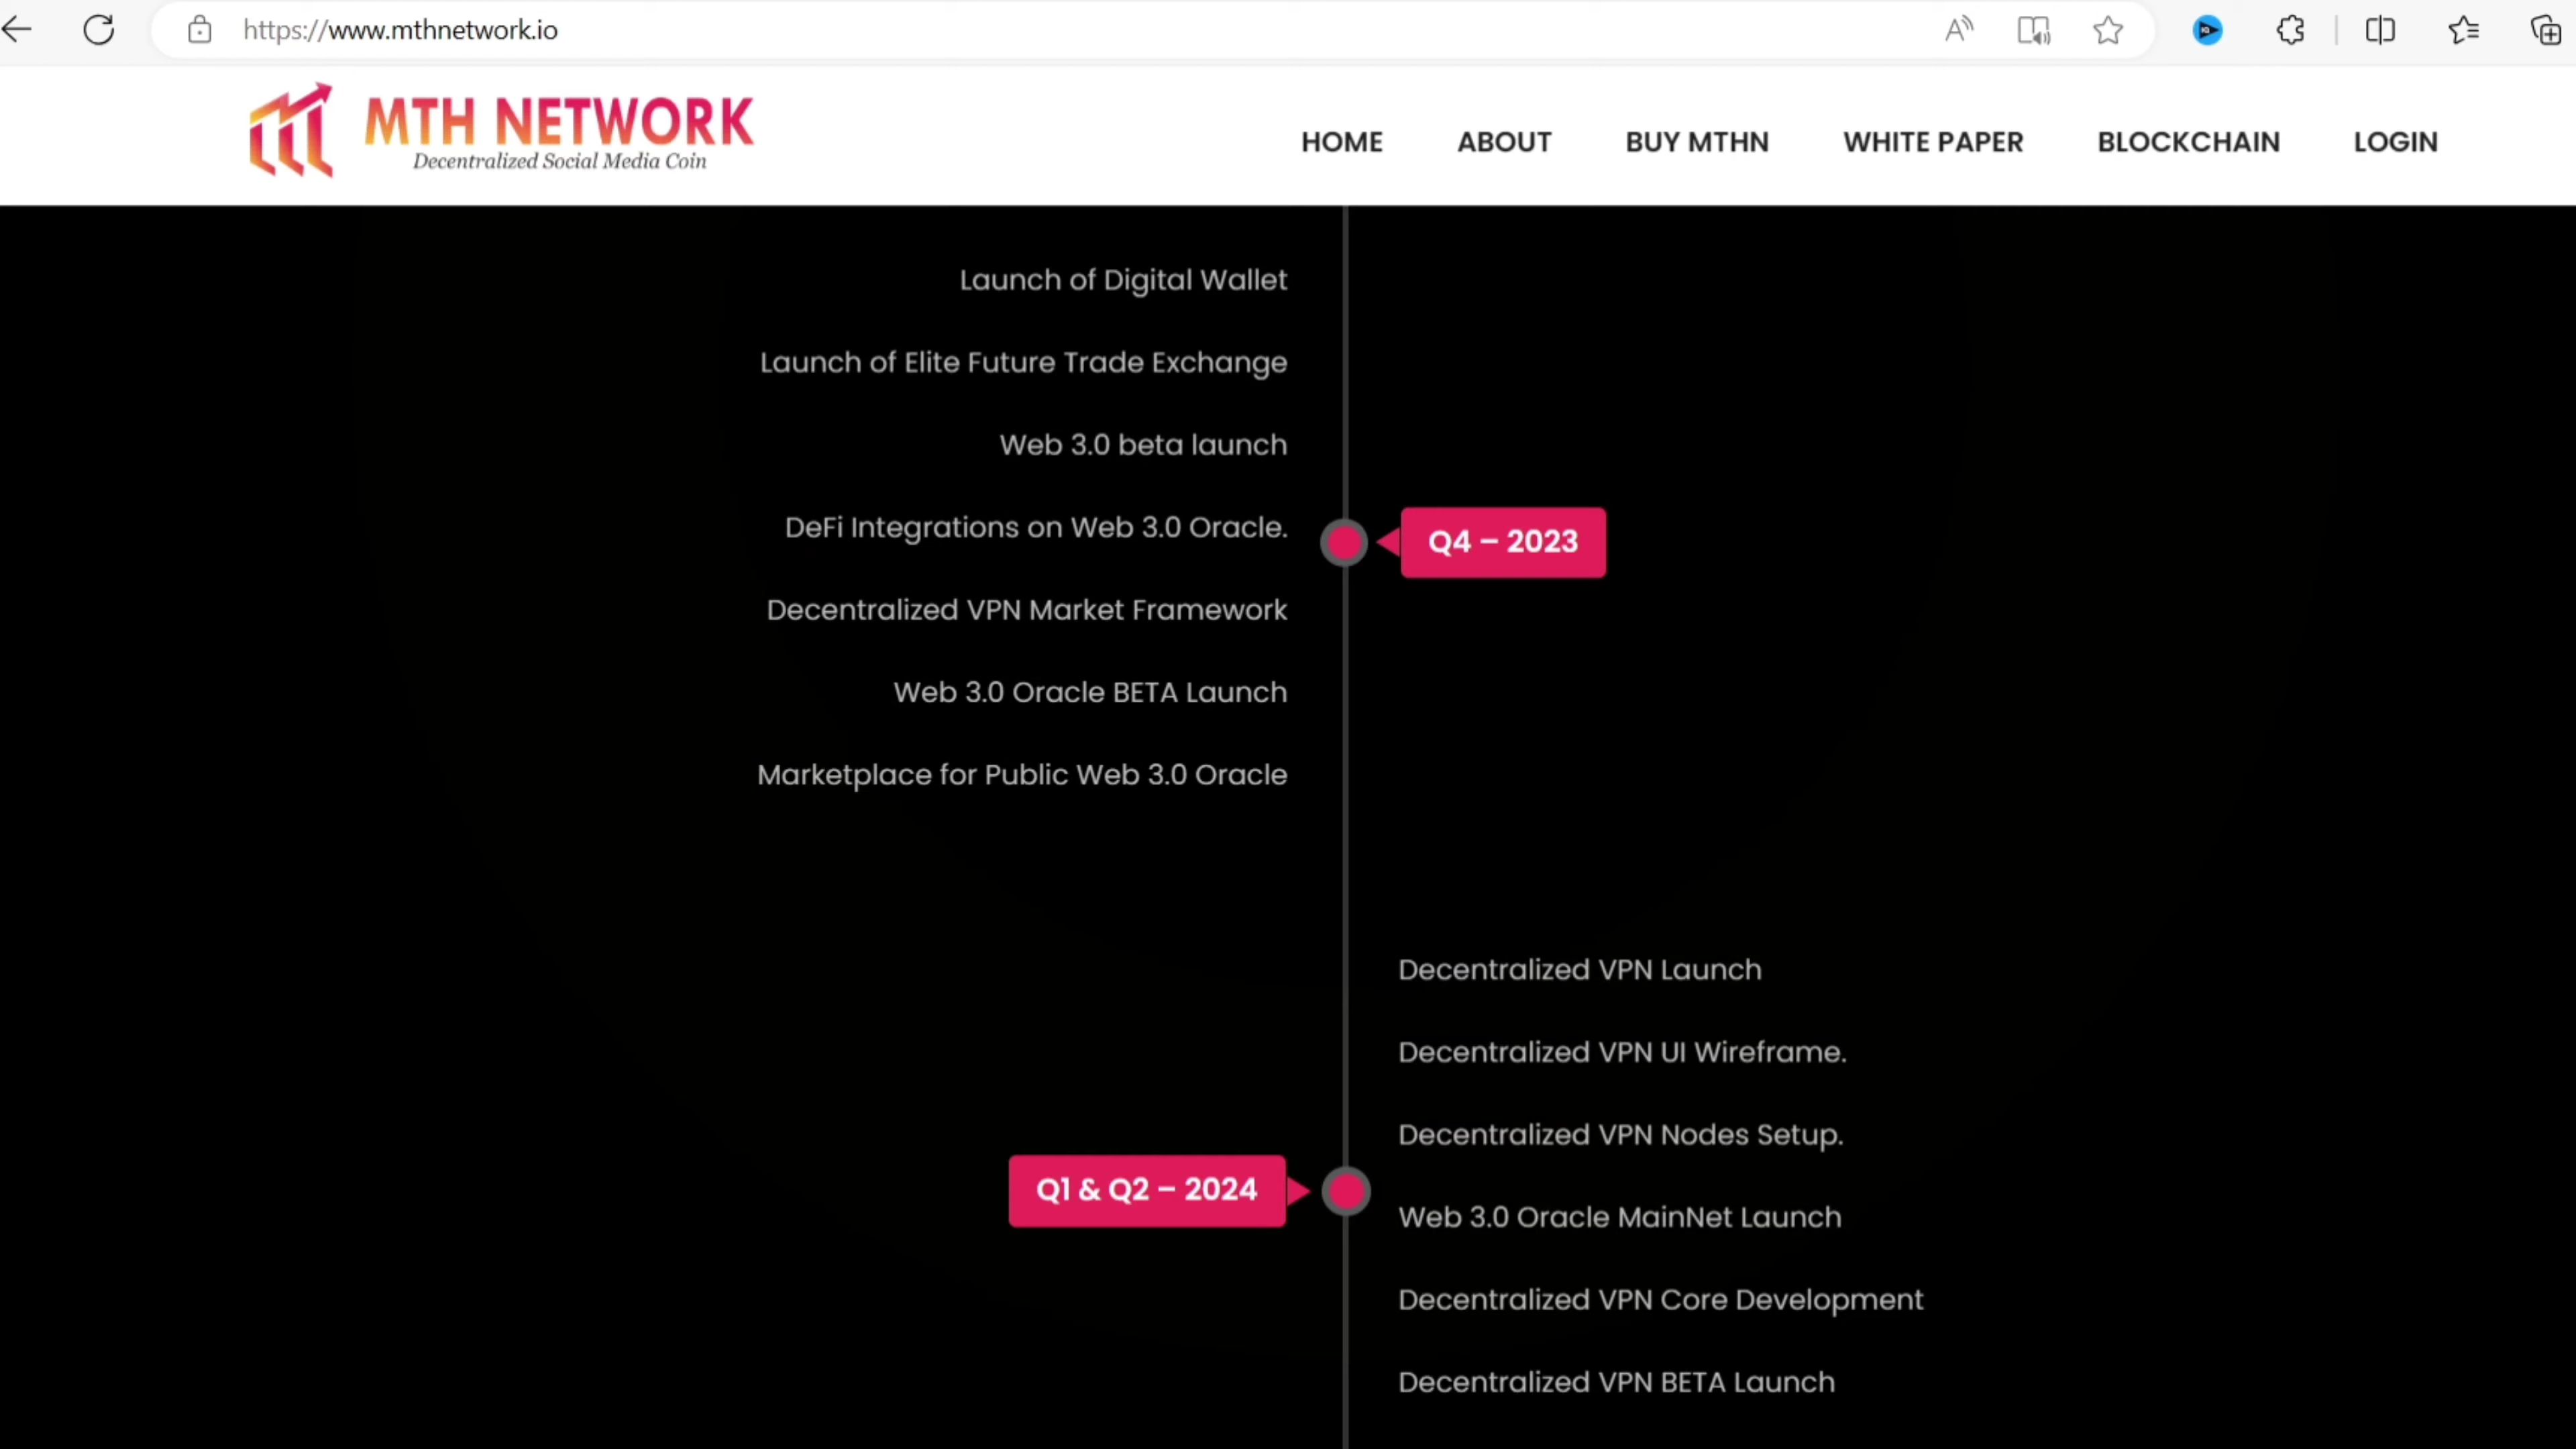 https://www.mthnetwork.io
MTH NETWORK
Decentralized Social Media Coin
HOME ABOUT BUY MTHN WHITE PAPER BLOCKCHAIN LOGIN
Launch of Digital Wallet
Launch of Elite Future Trade Exchange
Web 3.0 beta launch
DeFi Integrations on Web 3.0 Oracle.
Q4 – 2023
Decentralized VPN Market Framework
Web 3.0 Oracle BETA Launch
Marketplace for Public Web 3.0 Oracle
Decentralized VPN Launch
Decentralized VPN UI Wireframe.
Decentralized VPN Nodes Setup.
Q1 & Q2 – 2024
Web 3.0 Oracle MainNet Launch
Decentralized VPN Core Development
Decentralized VPN BETA Launch